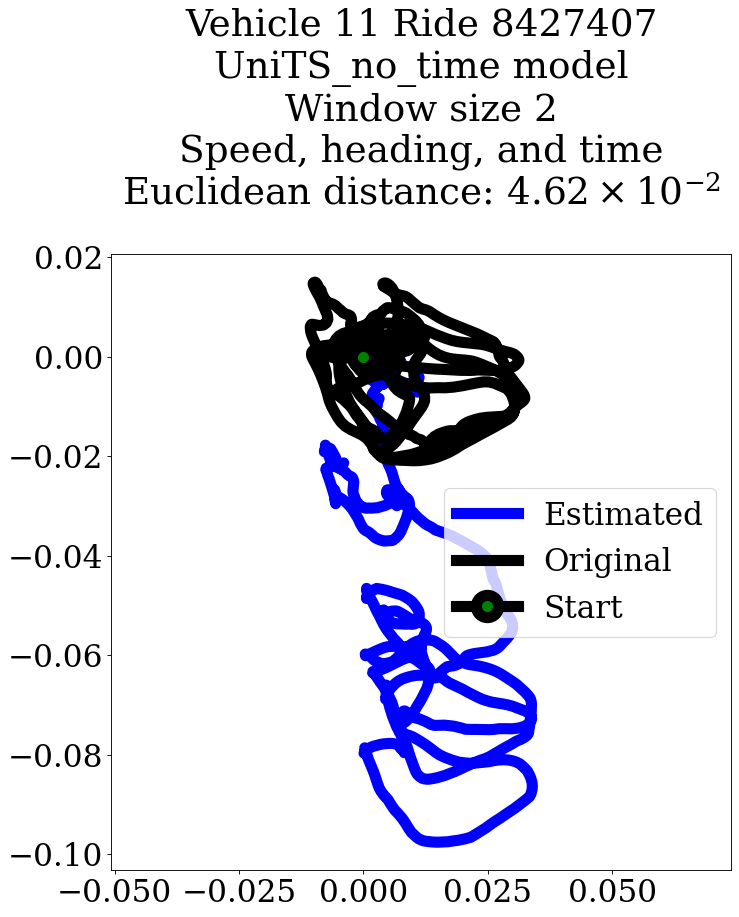 Vehicle 11 Ride 8427407
UniTS_no_time model
Window size 2
Speed, heading, and time
Euclidean distance: 4.62 × 10⁻²
0.02
0.00
−0.02
−0.04
−0.06
−0.08
−0.10
Estimated
Original
Start
−0.050 −0.025 0.000 0.025 0.050